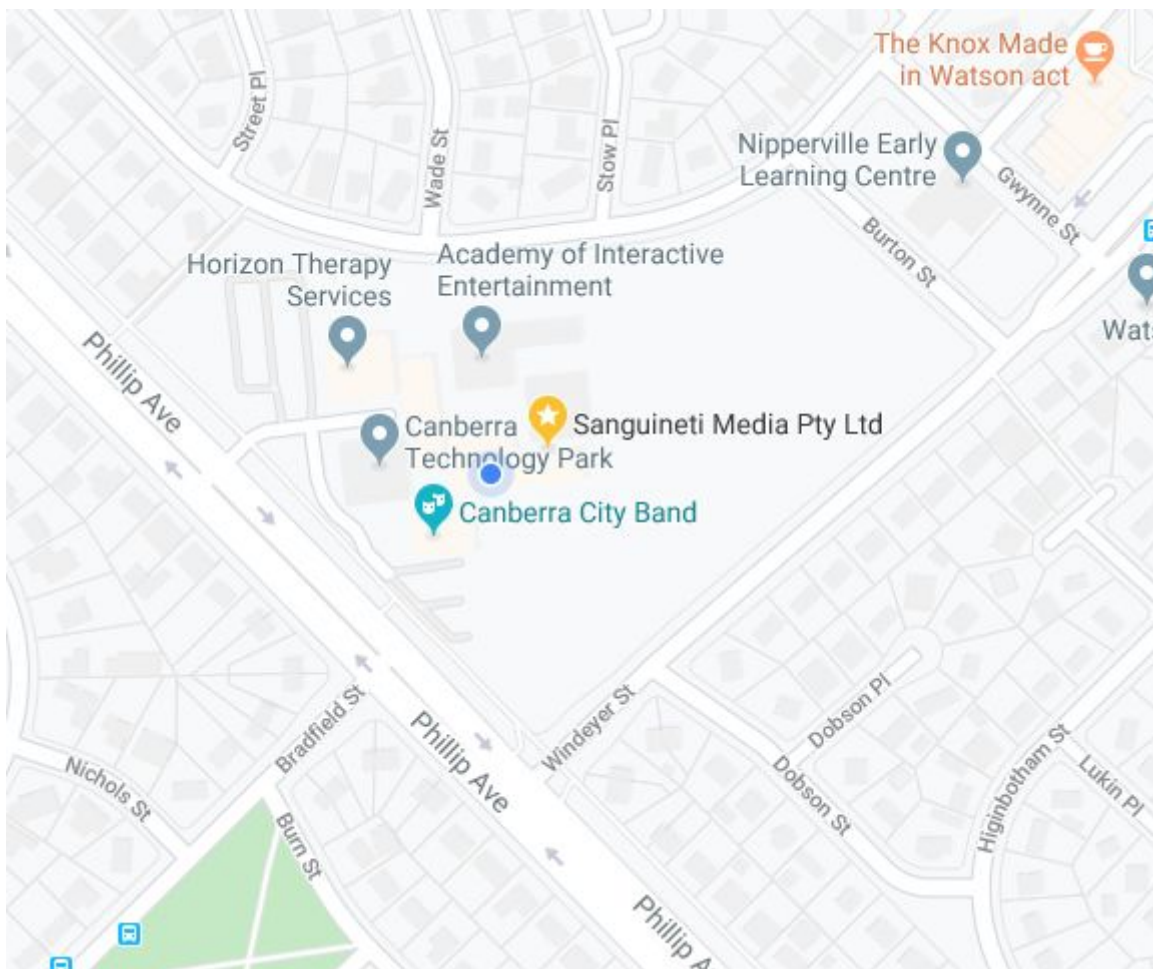 The Knox Made
in Watson act
Street Pl
Wade St
Stow Pl
Nipperville Early
Learning Centre
Gwynne St
Burton St
Horizon Therapy
Services
Academy of Interactive
Entertainment
Phillip Ave
Canberra
Technology Park
Sanguineti Media Pty Ltd
Canberra City Band
Windeyer St
Dobson Pl
Bradfield St
Phillip Ave
Nichols St
Burn St
Dobson St
Higinbotham St
Lukin Pl